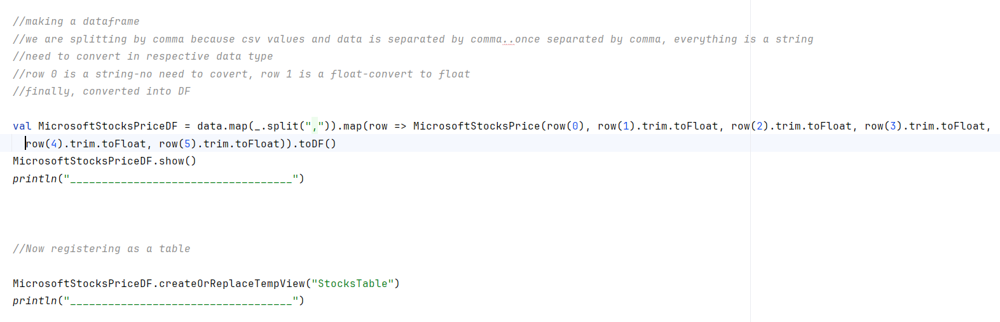 //making a dataframe
//we are splitting by comma because csv values and data is separated by comma..once separated by comma, everything is a string
//need to convert in respective data type
//row 0 is a string-no need to covert, row 1 is a float-convert to float
//finally, converted into DF
val MicrosoftStocksPriceDF = data.map(_.split(",")).map(row => MicrosoftStocksPrice(row(0), row(1).trim.toFloat, row(2).trim.toFloat, row(3).trim.toFloat,
row(4).trim.toFloat, row(5).trim.toFloat)).toDF()
MicrosoftStocksPriceDF.show()
println("___________________________________")
//Now registering as a table
MicrosoftStocksPriceDF.createOrReplaceTempView("StocksTable")
println("___________________________________")